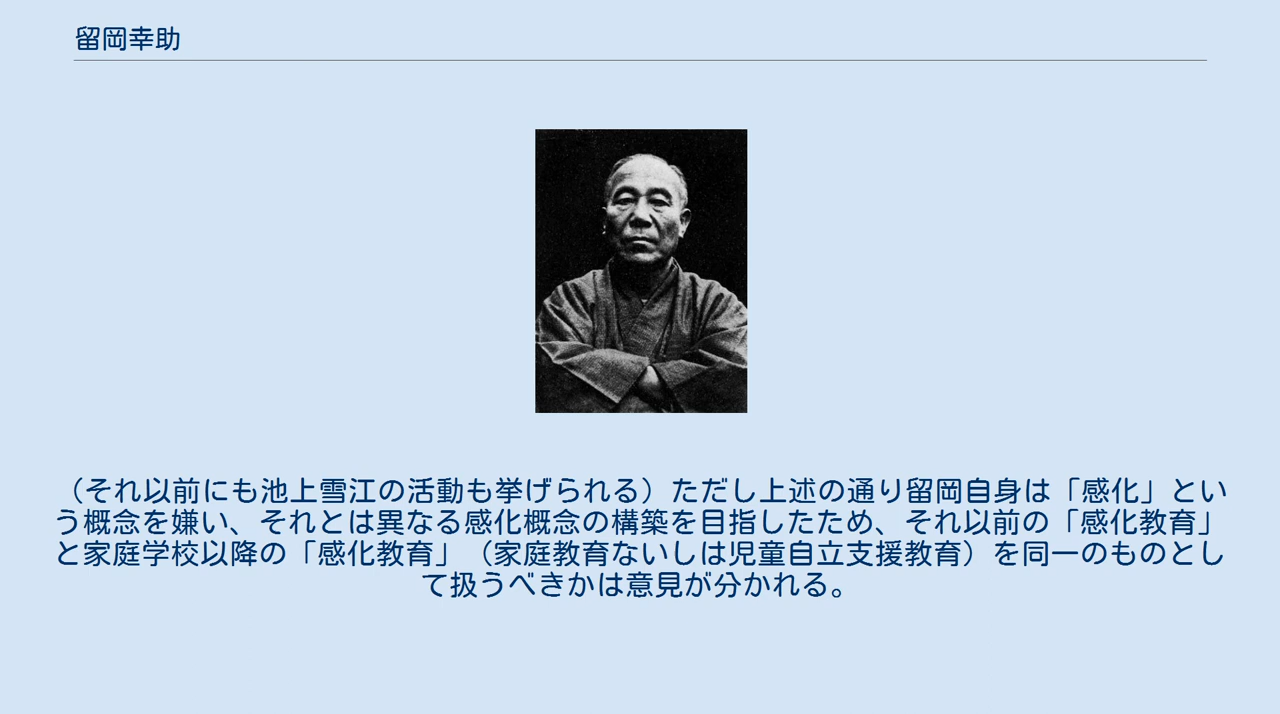 留岡幸助
（それ以前にも池上雪江の活動も挙げられる）ただし上述の通り留岡自身は「感化」とい
う概念を嫌い、それとは異なる感化概念の構築を目指したため、それ以前の「感化教育」
と家庭学校以降の「感化教育」（家庭教育ないしは児童自立支援教育）を同一のものとし
て扱うべきかは意見が分かれる。